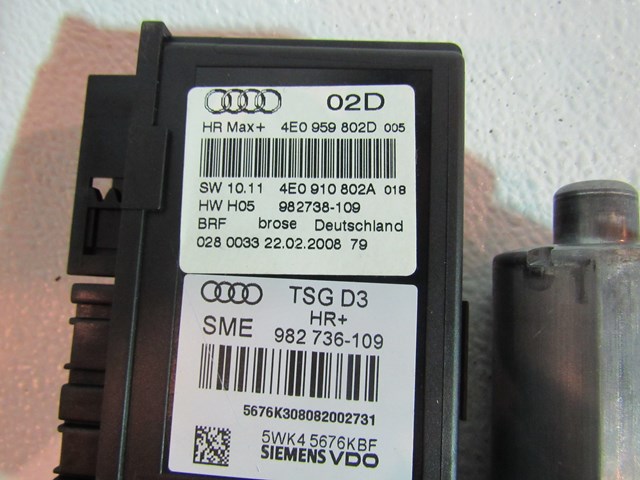 02D
HR Max+ 4E0 959 802D 005
SW 10.11 4E0 910 802A 018
HW H05 982738-109
BRF brose Deutschland
028 0033 22.02.2008 79
TSG D3
HR+
SME 982 736-109
5676K308082002731
5WK4 5676KBF
SIEMENS VDO